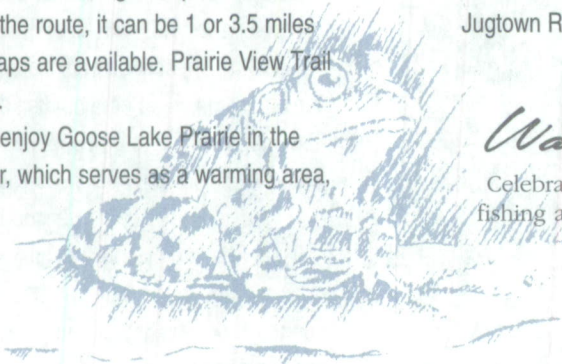 the route, it can be 1 or 3.5 miles
aps are available. Prairie View Trail
.
enjoy Goose Lake Prairie in the
r, which serves as a warming area,
Jugtown R
Wa
Celebra
fishing a